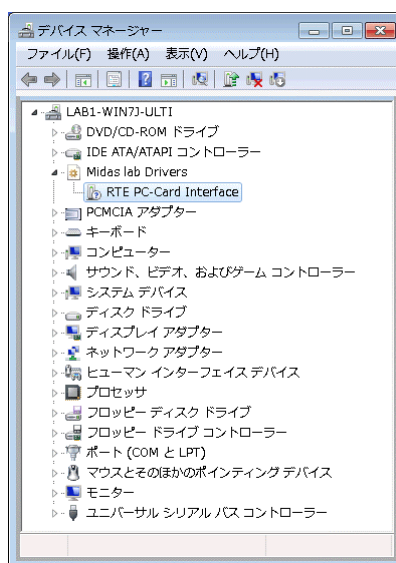 デバイス マネージャー
ファイル(F) 操作(A) 表示(V) ヘルプ(H)
LAB1-WIN7J-ULTI
DVD/CD-ROM ドライブ
IDE ATA/ATAPI コントローラー
Midas lab Drivers
RTE PC-Card Interface
PCMCIA アダプター
キーボード
コンピューター
サウンド、ビデオ、およびゲーム コントローラー
システム デバイス
ディスク ドライブ
ディスプレイ アダプター
ネットワーク アダプター
ヒューマン インターフェイス デバイス
プロセッサ
フロッピー ディスク ドライブ
フロッピー ドライブ コントローラー
ポート (COM と LPT)
マウスとそのほかのポインティング デバイス
モニター
ユニバーサル シリアル バス コントローラー